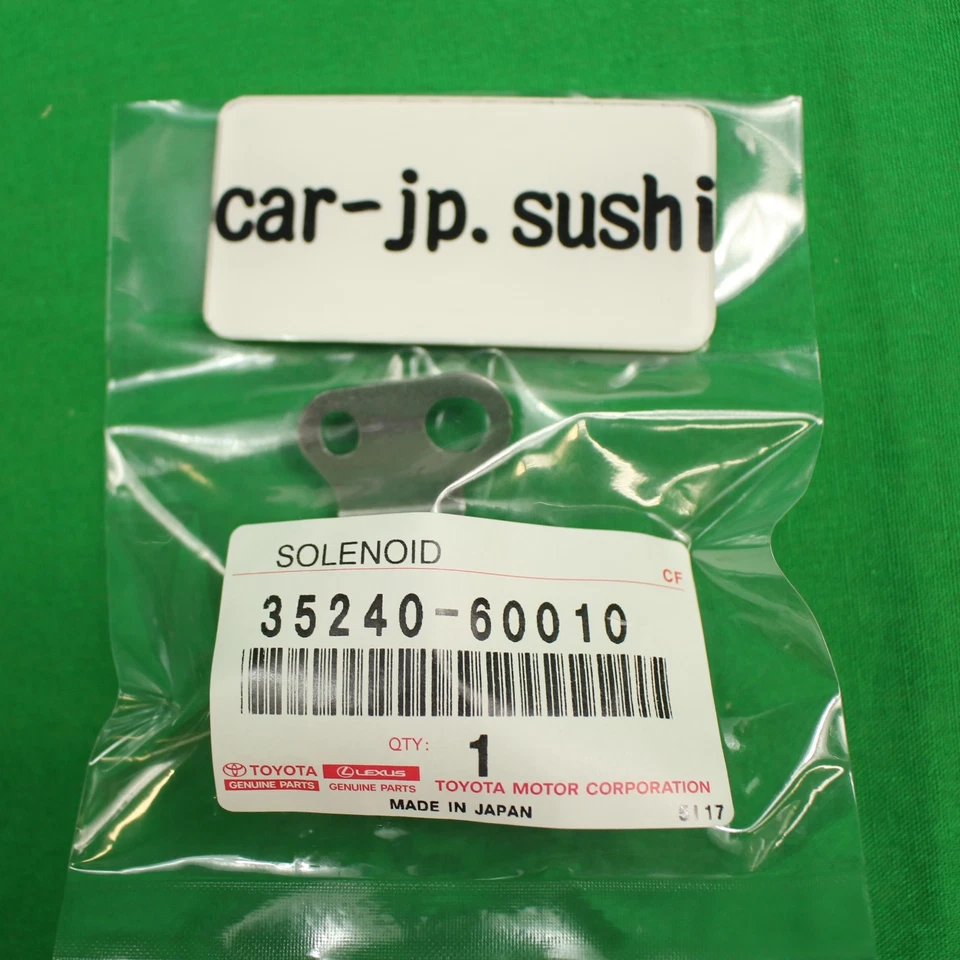 car-jp.sushi
SOLENOID
CF
35240-60010
QTY: 1
TOYOTA
GENUINE PARTS
LEXUS
GENUINE PARTS
TOYOTA MOTOR CORPORATION
MADE IN JAPAN